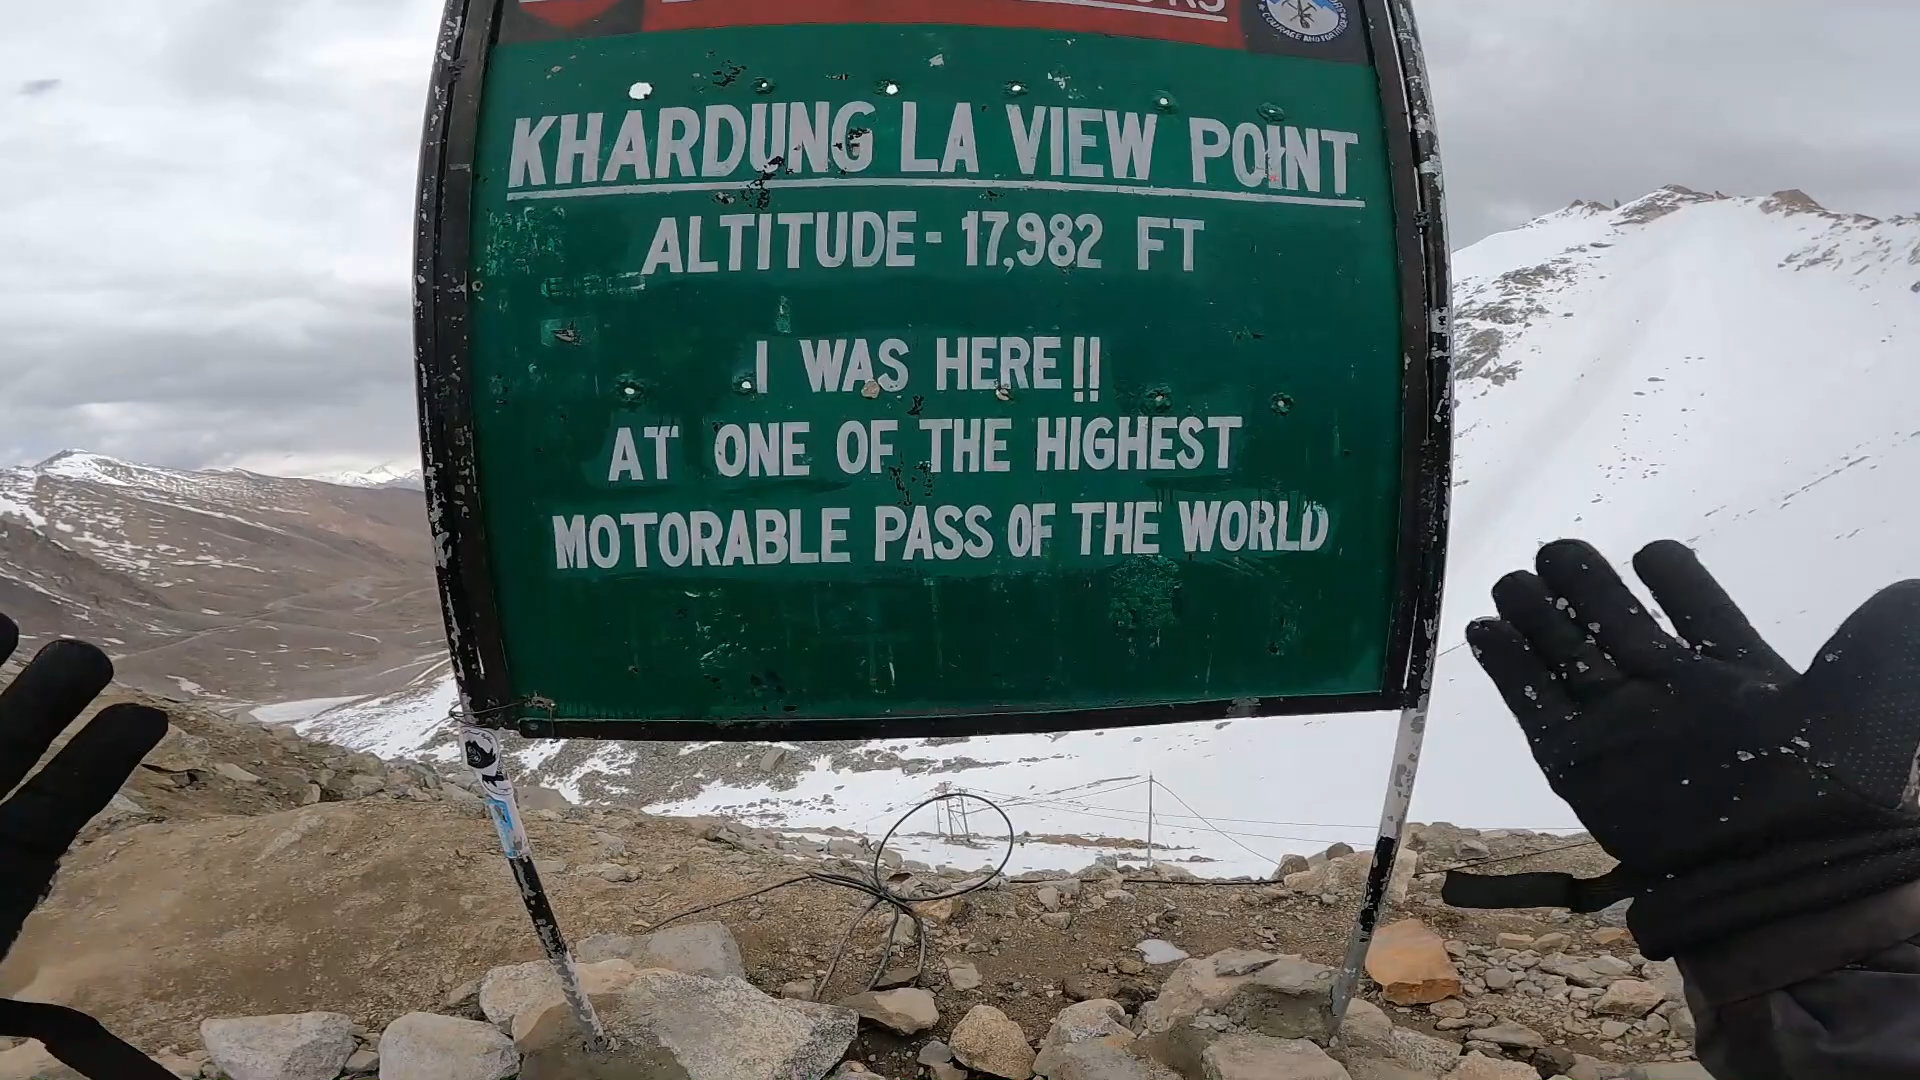 KHARDUNG LA VIEW POINT
ALTITUDE - 17,982 FT
I WAS HERE!!
AT ONE OF THE HIGHEST
MOTORABLE PASS OF THE WORLD